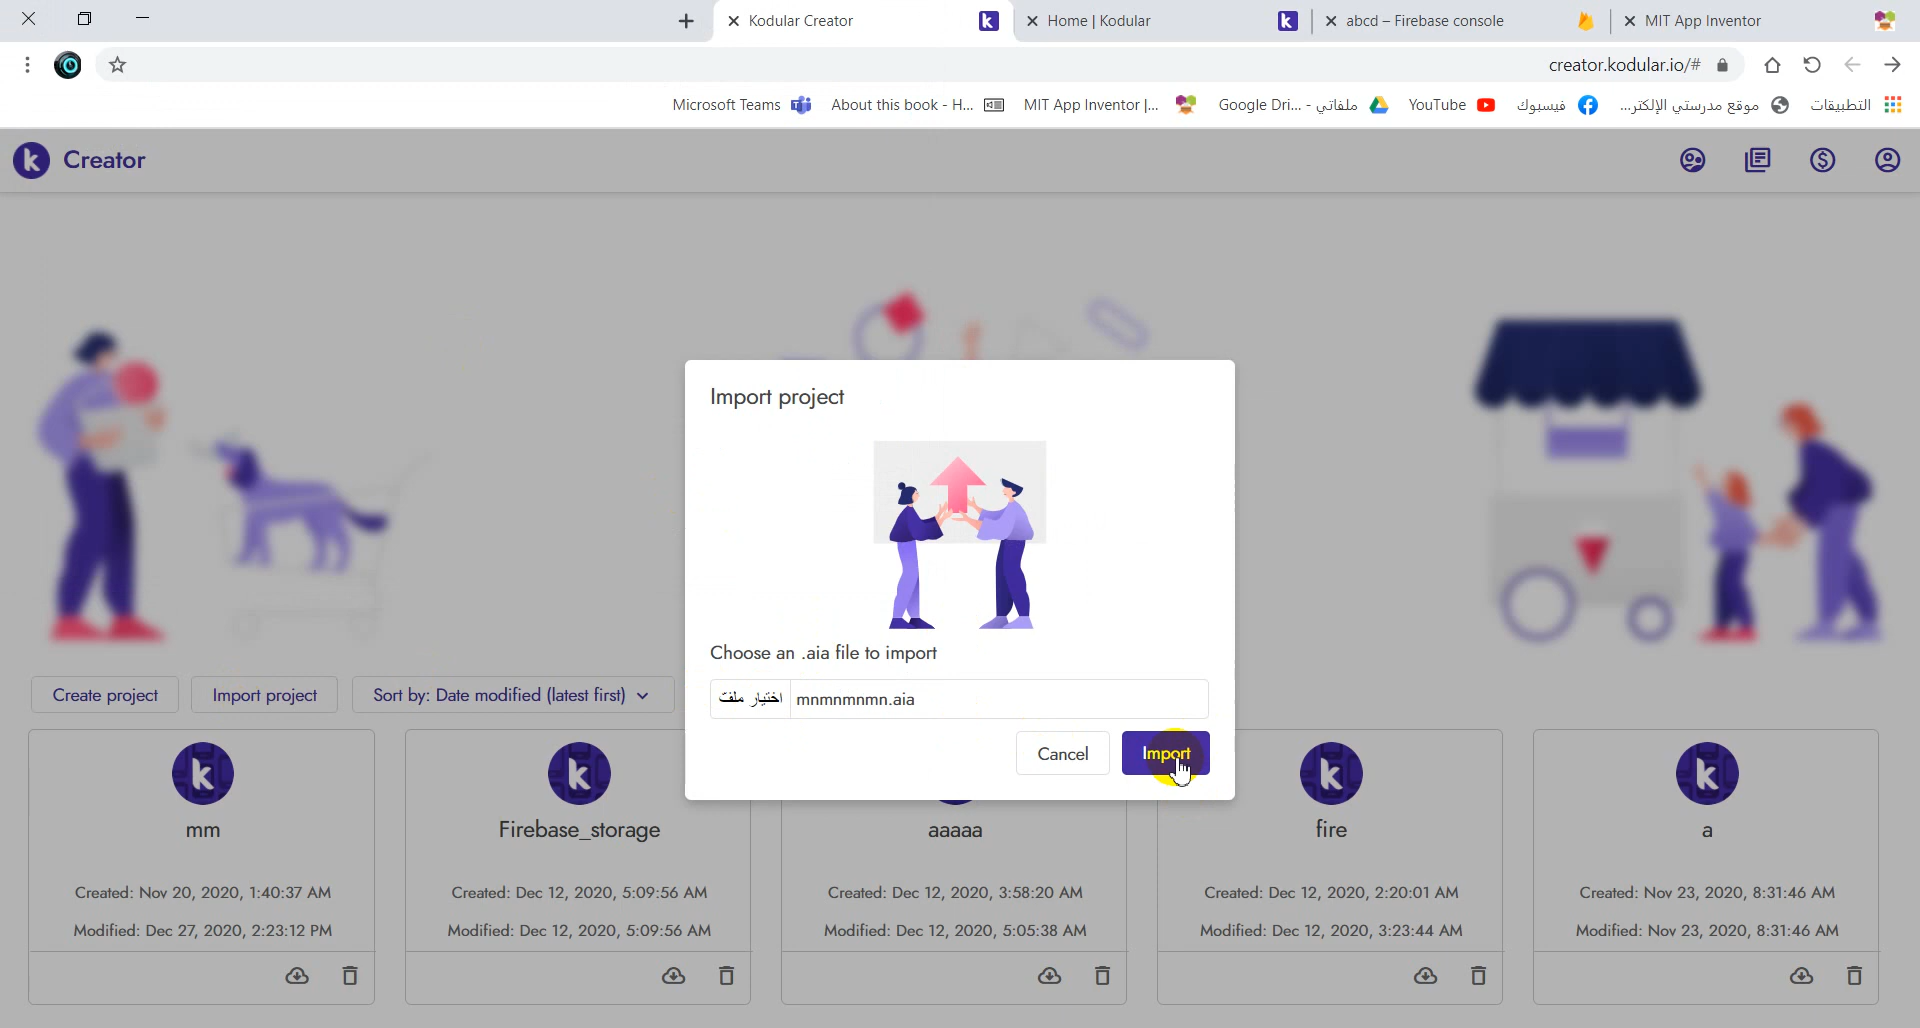 Kodular Creator
Home | Kodular
abcd – Firebase console
MIT App Inventor
creator.kodular.io/#
Microsoft Teams
About this book - H...
MIT App Inventor |...
Google Dri... - ملفاتي
YouTube
فيسبوك
موقع مدرستي الإلكتر...
التطبيقات
Creator
Import project
Choose an .aia file to import
اختيار ملف
mnmnmnmn.aia
Cancel
Import
Create project
Import project
Sort by: Date modified (latest first)
mm
Created: Nov 20, 2020, 1:40:37 AM
Modified: Dec 27, 2020, 2:23:12 PM
Firebase_storage
Created: Dec 12, 2020, 5:09:56 AM
Modified: Dec 12, 2020, 5:09:56 AM
aaaaa
Created: Dec 12, 2020, 3:58:20 AM
Modified: Dec 12, 2020, 5:05:38 AM
fire
Created: Dec 12, 2020, 2:20:01 AM
Modified: Dec 12, 2020, 3:23:44 AM
a
Created: Nov 23, 2020, 8:31:46 AM
Modified: Nov 23, 2020, 8:31:46 AM